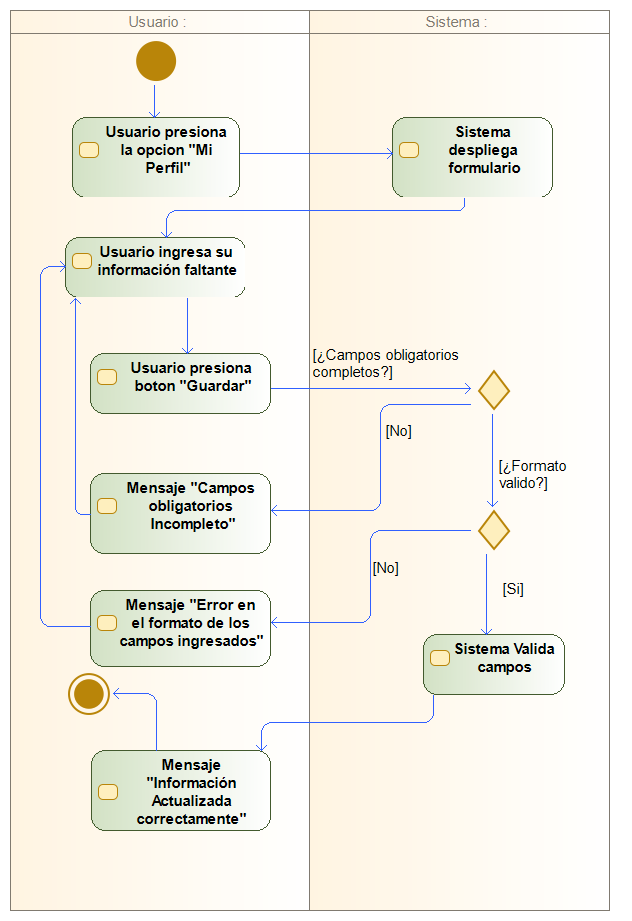 Usuario :
Sistema :
Usuario presiona
la opcion "Mi
Perfil"
Sistema
despliega
formulario
Usuario ingresa su
información faltante
Usuario presiona
boton "Guardar"
[¿Campos obligatorios
completos?]
[No]
[¿Formato
valido?]
Mensaje "Campos
obligatorios
Incompleto"
[No]
[Si]
Mensaje "Error en
el formato de los
campos ingresados"
Sistema Valida
campos
Mensaje
"Información
Actualizada
correctamente"